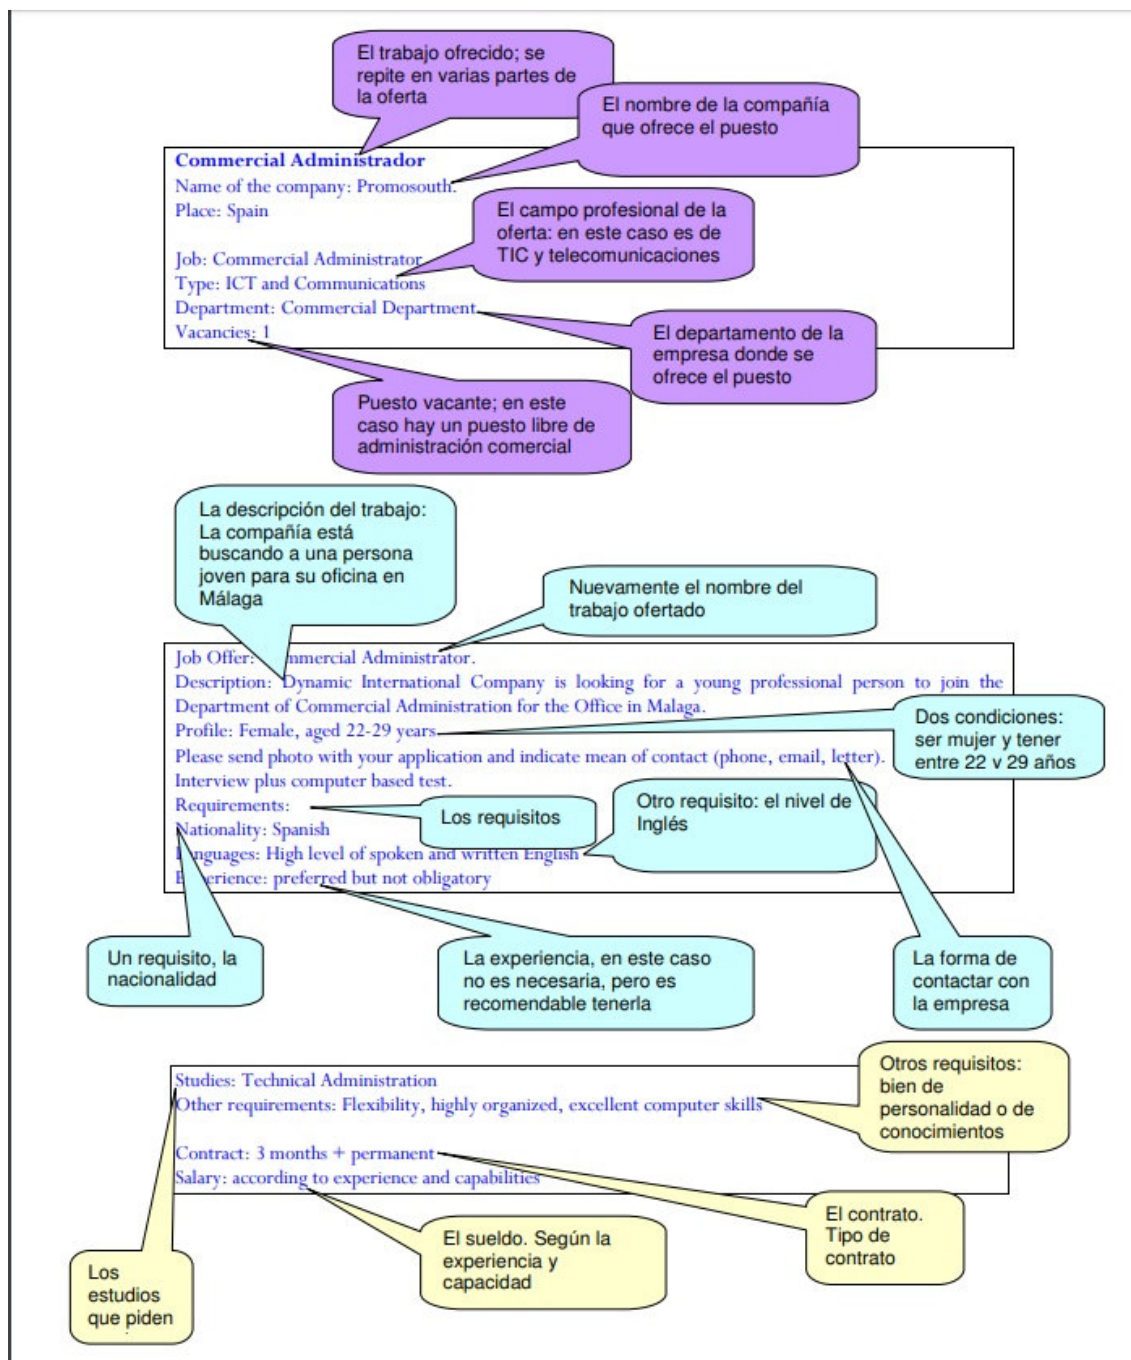 El trabajo ofrecido; se
repite en varias partes de
la oferta
El nombre de la compañía
que ofrece el puesto
Commercial Administrador
Name of the company: Promosouth.
Place: Spain
El campo profesional de la
oferta: en este caso es de
TIC y telecomunicaciones
Job: Commercial Administrator
Type: ICT and Communications
Department: Commercial Department
Vacancies: 1
El departamento de la
empresa donde se
ofrece el puesto
Puesto vacante; en este
caso hay un puesto libre de
administración comercial
La descripción del trabajo:
La compañía está
buscando a una persona
joven para su oficina en
Málaga
Nuevamente el nombre del
trabajo ofertado
Job Offer: mmercial Administrator.
Description: Dynamic International Company is looking for a young professional person to join the
Department of Commercial Administration for the Office in Malaga.
Profile: Female, aged 22-29 years
Dos condiciones:
ser mujer y tener
entre 22 y 29 años
Please send photo with your application and indicate mean of contact (phone, email, letter).
Interview plus computer based test.
Requirements:
Los requisitos
Otro requisito: el nivel de
Inglés
Nationality: Spanish
nguages: High level of spoken and written English
Experience: preferred but not obligatory
Un requisito, la
nacionalidad
La experiencia, en este caso
no es necesaria, pero es
recomendable tenerla
La forma de
contactar con
la empresa
Otros requisitos:
bien de
personalidad o de
conocimientos
Studies: Technical Administration
Other requirements: Flexibility, highly organized, excellent computer skills
Contract: 3 months + permanent
Salary: according to experience and capabilities
El contrato.
Tipo de
contrato
El sueldo. Según la
experiencia y
capacidad
Los
estudios
que piden